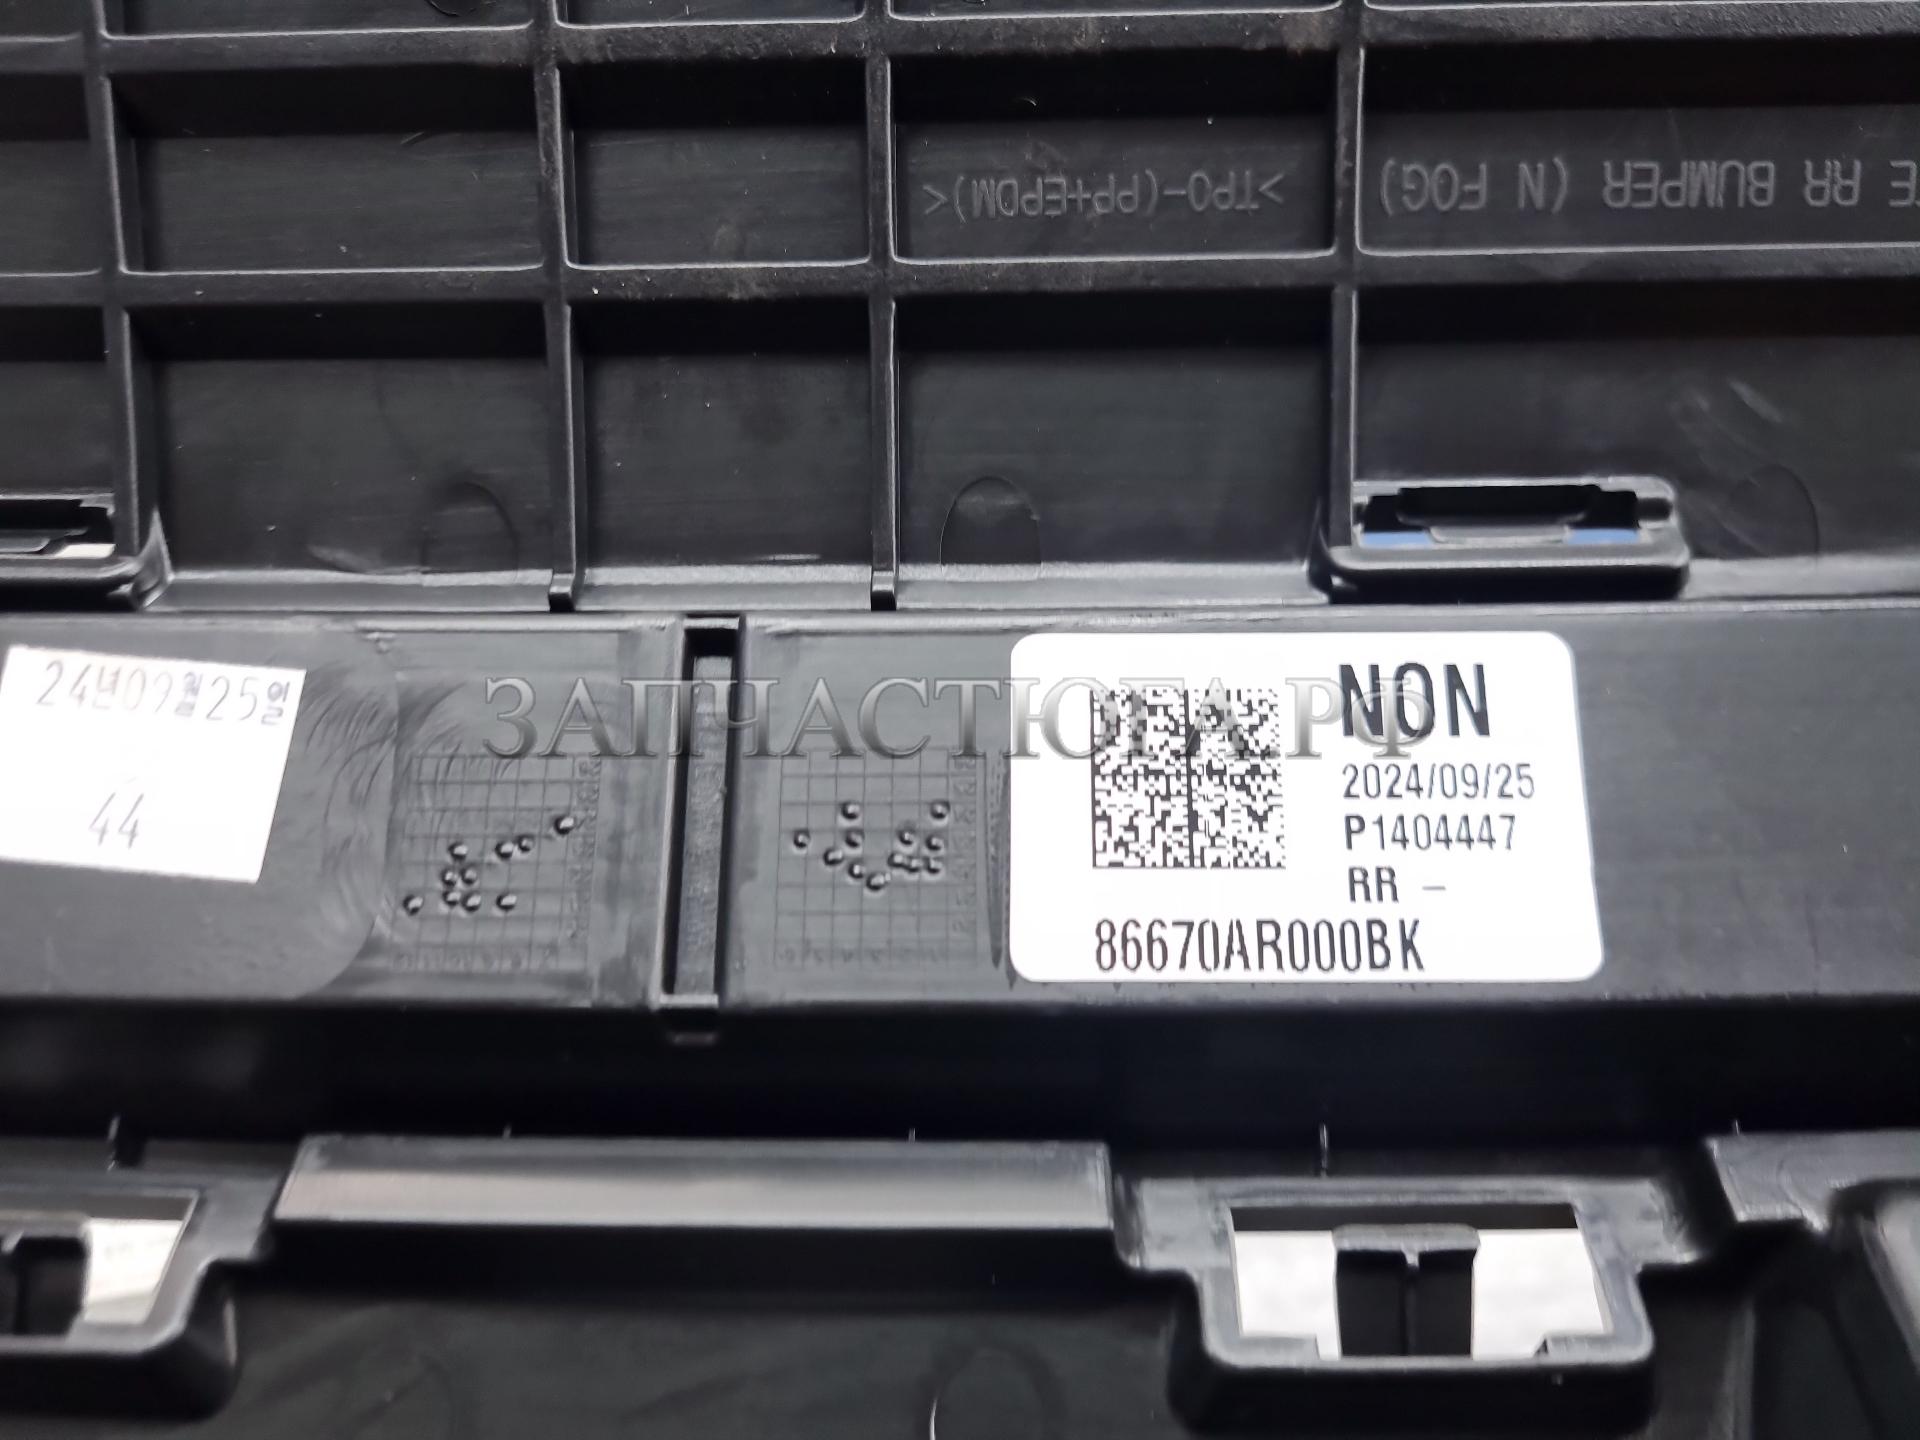 >TPO-(PP+EPDM)<
TE RR BUMPER (N FOG)
24년09월25일
44
ЗАПЧАСТЮГА.РФ
NON
2024/09/25
P1404447
RR -
86670AR000BK